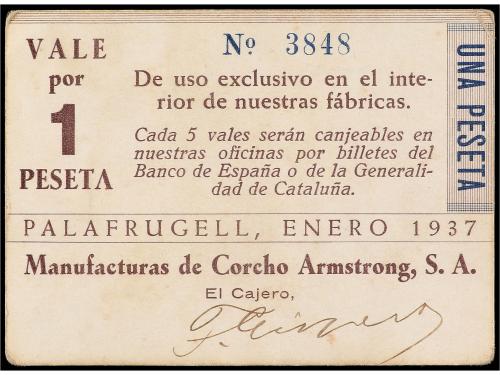 VALE
por
1
PESETA
Nº 3848
De uso exclusivo en el inte-
rior de nuestras fábricas.
Cada 5 vales serán canjeables en
nuestras oficinas por billetes del
Banco de España o de la Generali-
dad de Cataluña.
UNA PESETA
PALAFRUGELL, ENERO 1937
Manufacturas de Corcho Armstrong, S. A.
El Cajero,